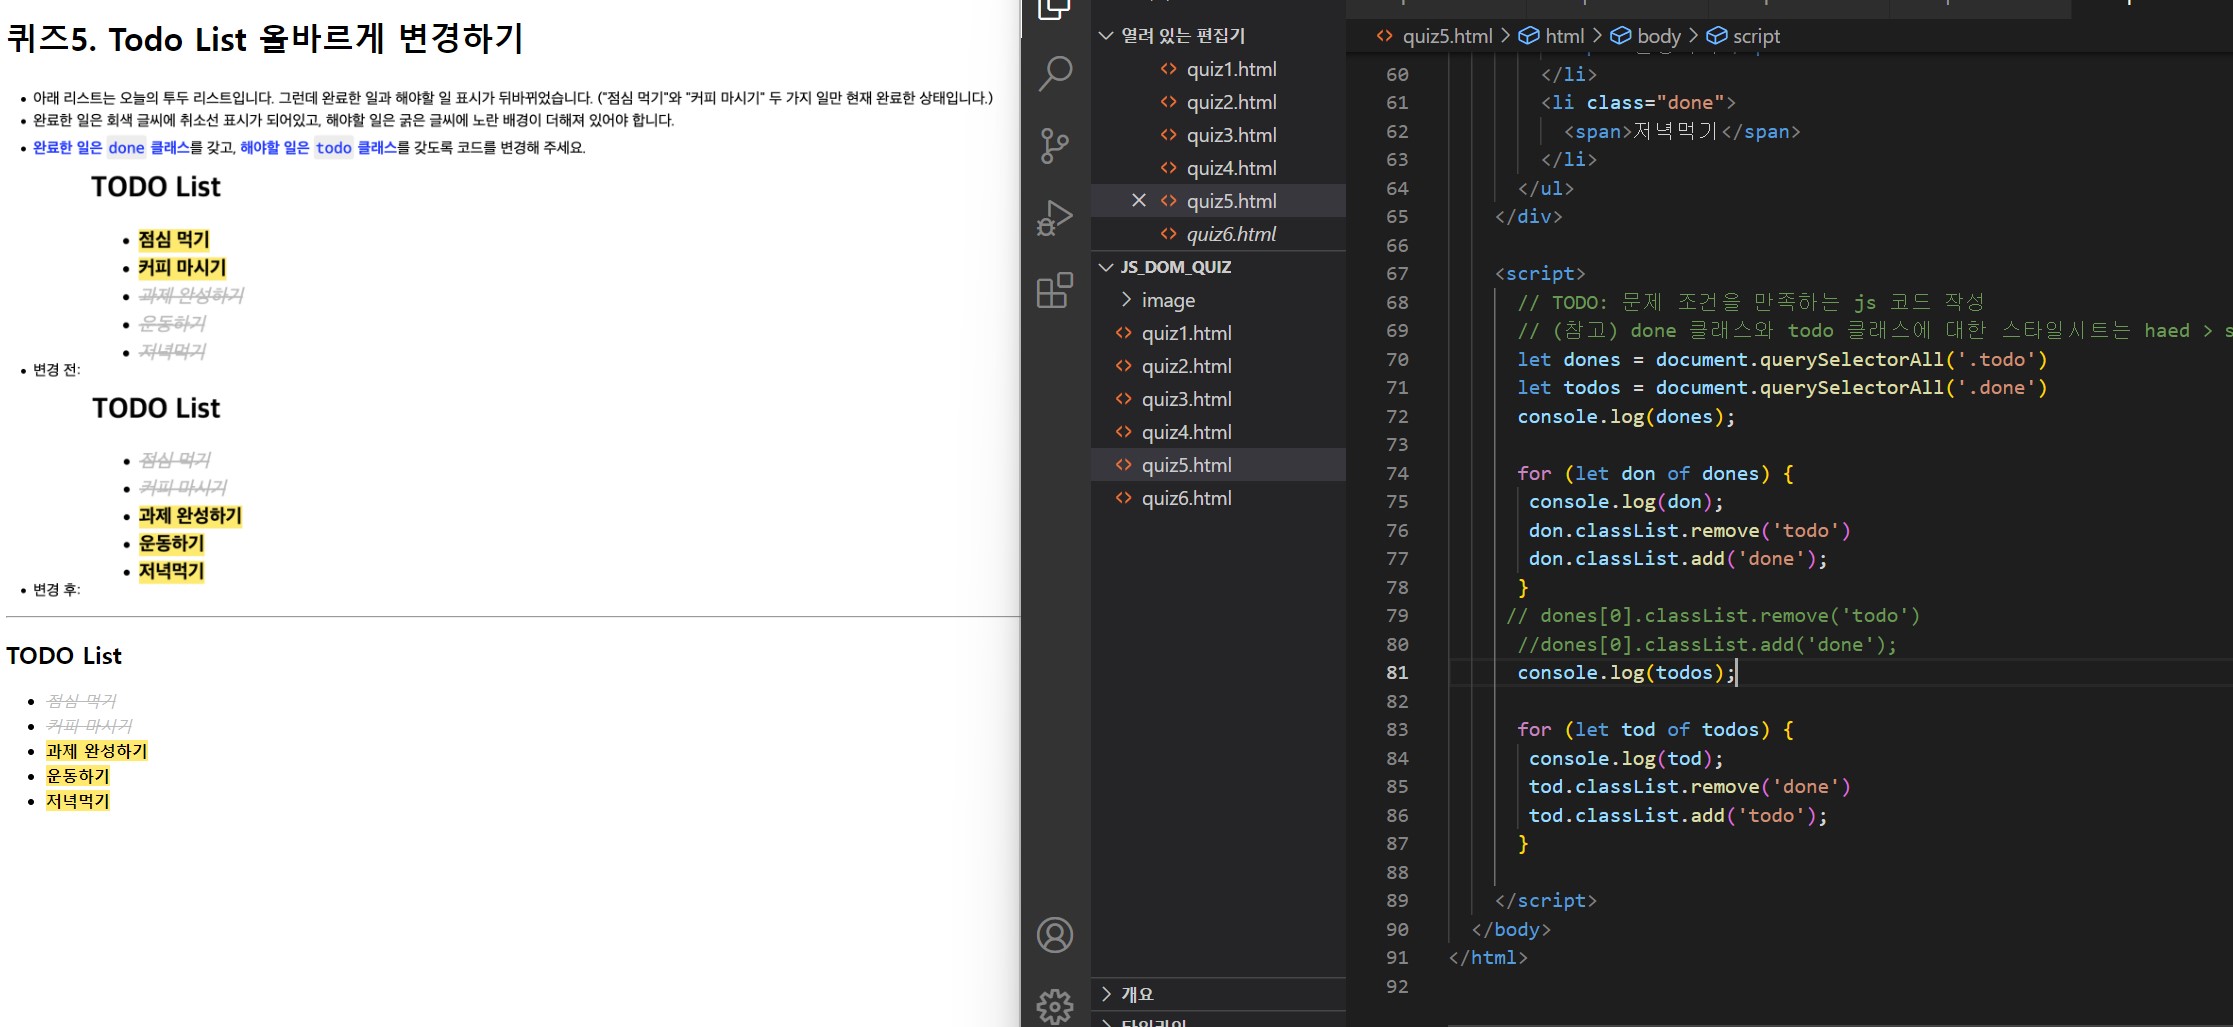 퀴즈5. Todo List 올바르게 변경하기
아래 리스트는 오늘의 투두 리스트입니다. 그런데 완료한 일과 해야할 일 표시가 뒤바뀌었습니다. ("점심 먹기"와 "커피 마시기" 두 가지 일만 현재 완료한 상태입니다.)
완료한 일은 회색 글씨에 취소선 표시가 되어있고, 해야할 일은 굵은 글씨에 노란 배경이 더해져 있어야 합니다.
완료한 일은 done 클래스를 갖고, 해야할 일은 todo 클래스를 갖도록 코드를 변경해 주세요.
TODO List
점심 먹기
커피 마시기
과제 완성하기
운동하기
저녁먹기
변경 전:
TODO List
점심 먹기
커피 마시기
과제 완성하기
운동하기
저녁먹기
변경 후:
TODO List
점심 먹기
커피 마시기
과제 완성하기
운동하기
저녁먹기
열려 있는 편집기
quiz1.html
quiz2.html
quiz3.html
quiz4.html
quiz5.html
quiz6.html
JS_DOM_QUIZ
image
quiz1.html
quiz2.html
quiz3.html
quiz4.html
quiz5.html
quiz6.html
개요
타임라인
quiz5.html > html > body > script
60 </li>
61 <li class="done">
62 <span>저녁먹기</span>
63 </li>
64 </ul>
65 </div>
66
67 <script>
68 // TODO: 문제 조건을 만족하는 js 코드 작성
69 // (참고) done 클래스와 todo 클래스에 대한 스타일시트는 haed > s
70 let dones = document.querySelectorAll('.todo')
71 let todos = document.querySelectorAll('.done')
72 console.log(dones);
73
74 for (let don of dones) {
75 console.log(don);
76 don.classList.remove('todo')
77 don.classList.add('done');
78 }
79 // dones[0].classList.remove('todo')
80 //dones[0].classList.add('done');
81 console.log(todos);
82
83 for (let tod of todos) {
84 console.log(tod);
85 tod.classList.remove('done')
86 tod.classList.add('todo');
87 }
88
89 </script>
90 </body>
91 </html>
92